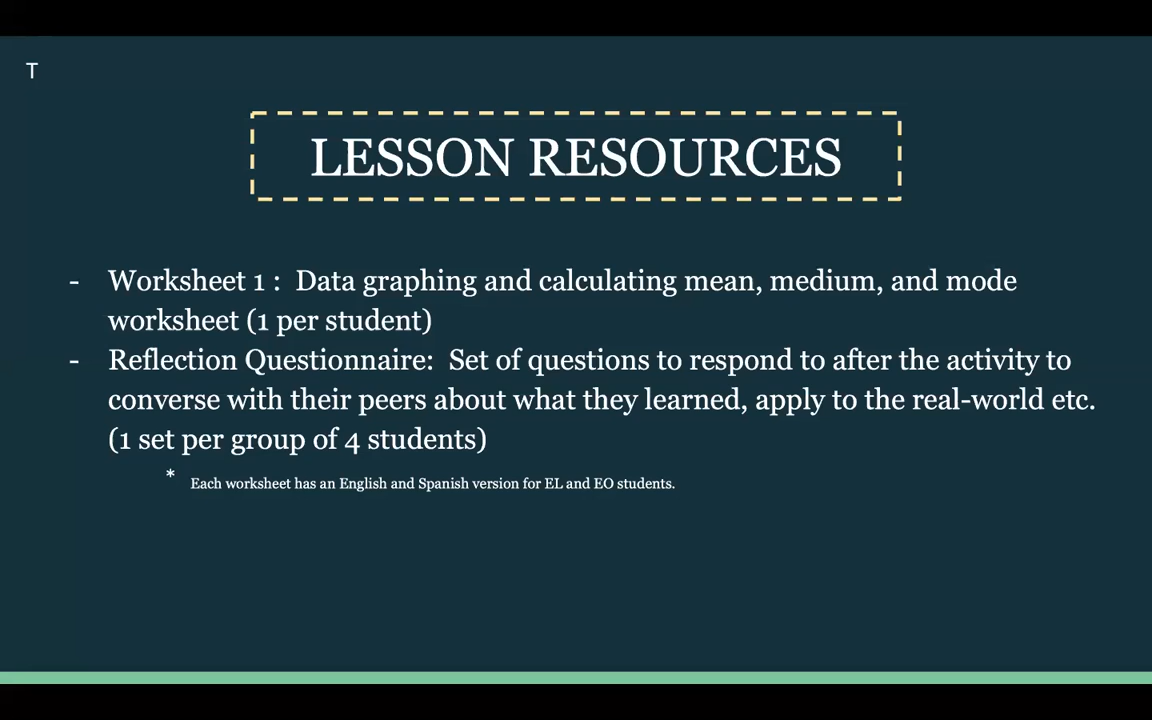 T
LESSON RESOURCES
- Worksheet 1 : Data graphing and calculating mean, medium, and mode
worksheet (1 per student)
- Reflection Questionnaire: Set of questions to respond to after the activity to
converse with their peers about what they learned, apply to the real-world etc.
(1 set per group of 4 students)
* Each worksheet has an English and Spanish version for EL and EO students.